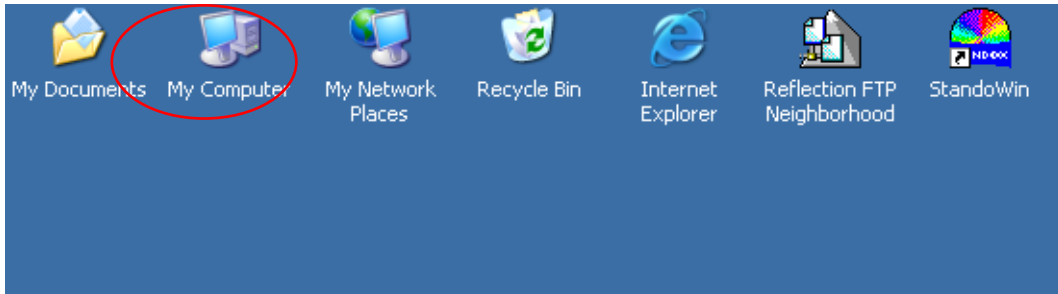 My Documents
My Computer
My Network
Places
Recycle Bin
Internet
Explorer
Reflection FTP
Neighborhood
StandoWin